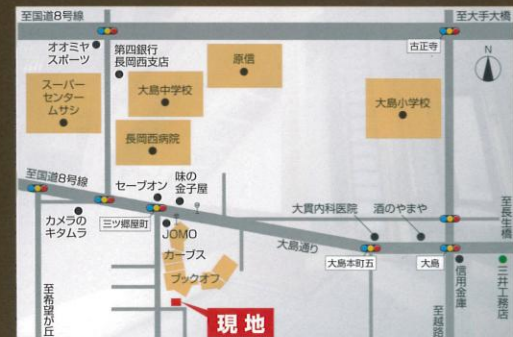 至国道8号線
至大手大橋
オオミヤ
スポーツ
第四銀行
長岡西支店
原信
古正寺
N
スーパー
センター
ムサシ
大島中学校
大島小学校
長岡西病院
至国道8号線
セーブオン
味の
金子屋
カメラの
キタムラ
三ツ郷屋町
JOMO
大貫内科医院
酒のやまや
至長生橋
カーブス
大島通り
大島本町五
大島
信用金庫
三井工務店
ブックオフ
至希望が丘
現地
至越路